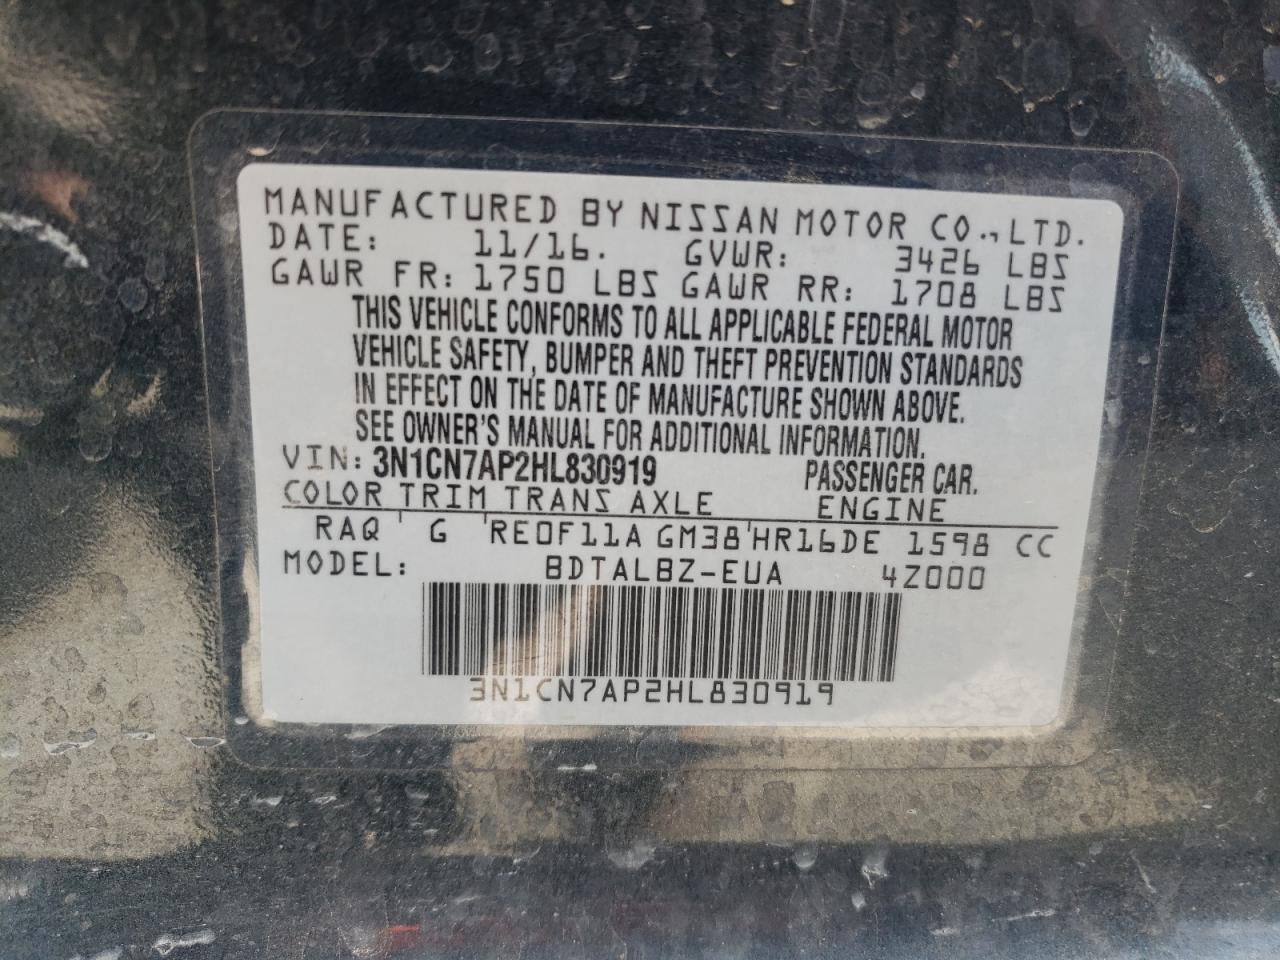 MANUFACTURED BY NISSAN MOTOR CO., LTD.
DATE: 11/16. GVWR: 3426 LBS
GAWR FR: 1750 LBS GAWR RR: 1708 LBS
THIS VEHICLE CONFORMS TO ALL APPLICABLE FEDERAL MOTOR
VEHICLE SAFETY, BUMPER AND THEFT PREVENTION STANDARDS
IN EFFECT ON THE DATE OF MANUFACTURE SHOWN ABOVE.
SEE OWNER'S MANUAL FOR ADDITIONAL INFORMATION.
VIN: 3N1CN7AP2HL830919 PASSENGER CAR.
COLOR TRIM TRANS AXLE ENGINE
RAQ G RE0F11A GM38 HR16DE 1598 CC
MODEL: BDTALBZ-EUA 4Z000
3N1CN7AP2HL830919